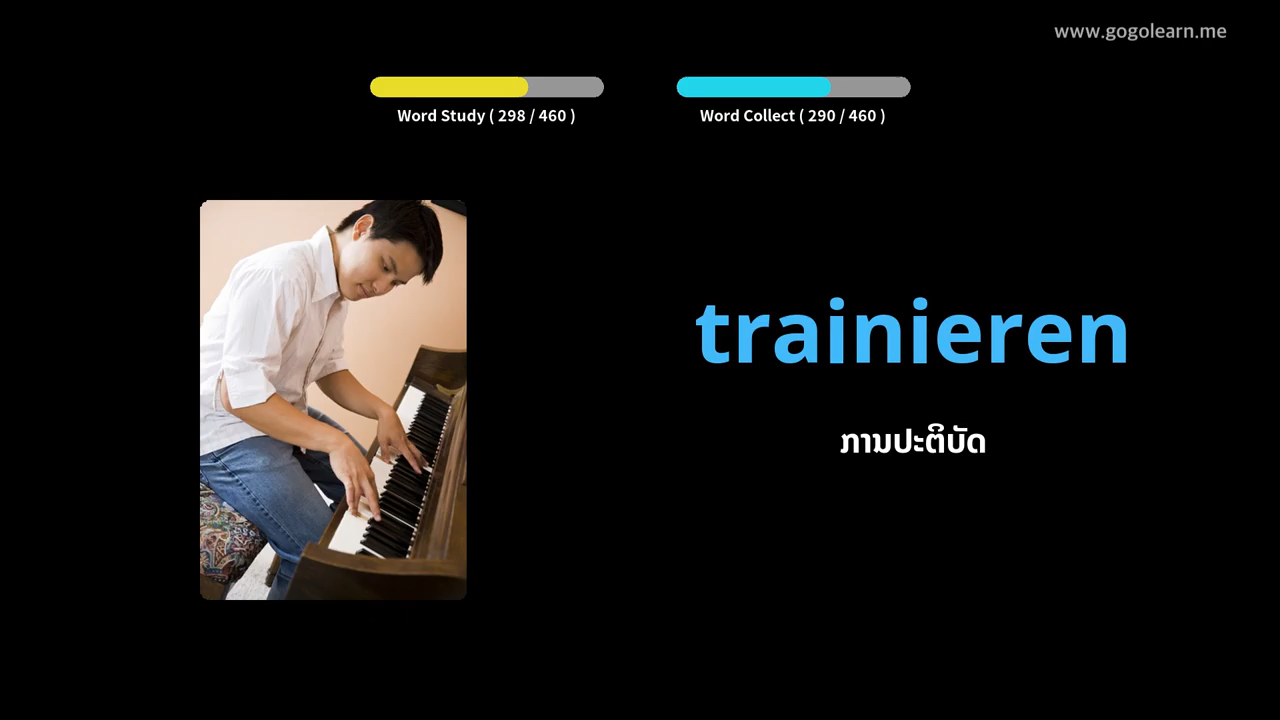 www.gogolearn.me
Word Study ( 298 / 460 )
Word Collect ( 290 / 460 )
trainieren
ການປະຕິບັດ